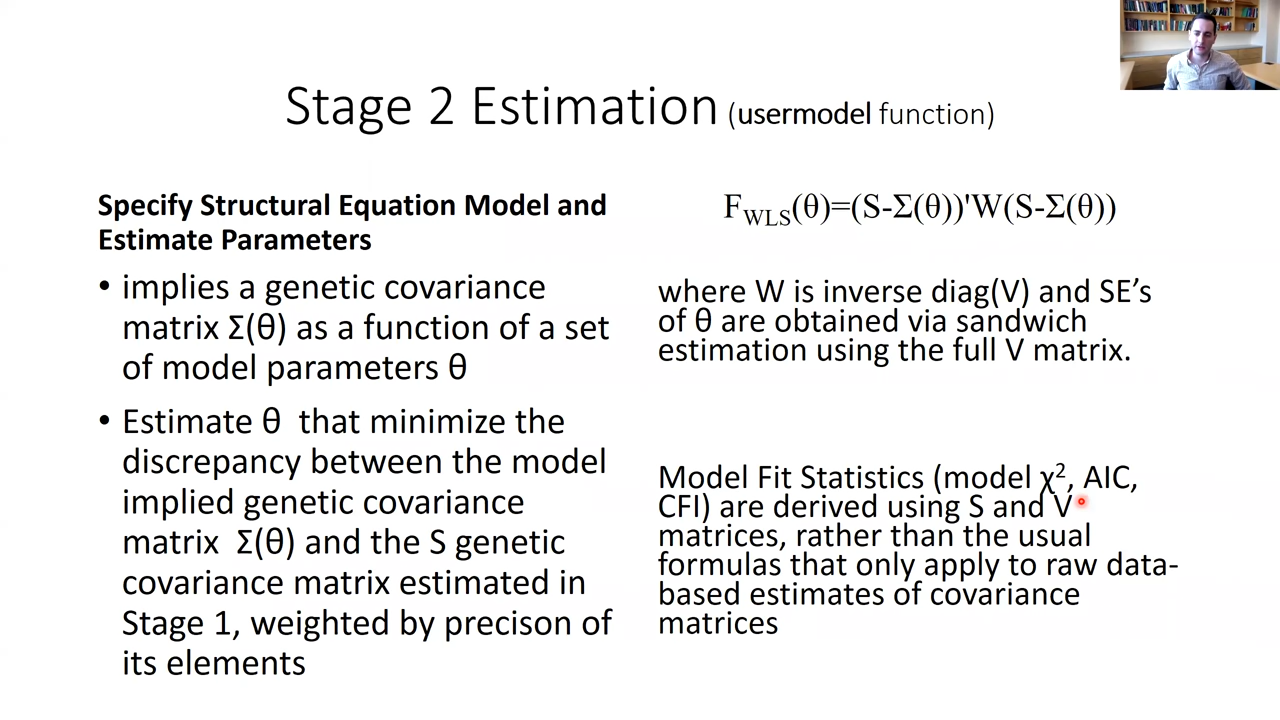 Stage 2 Estimation (usermodel function)
Specify Structural Equation Model and
Estimate Parameters
• implies a genetic covariance
matrix Σ(θ) as a function of a set
of model parameters θ
• Estimate θ  that minimize the
discrepancy between the model
implied genetic covariance
matrix  Σ(θ) and the S genetic
covariance matrix estimated in
Stage 1, weighted by precison of
its elements
F_WLS(θ)=(S-Σ(θ))'W(S-Σ(θ))
where W is inverse diag(V) and SE’s
of θ are obtained via sandwich
estimation using the full V matrix.
Model Fit Statistics (model χ², AIC,
CFI) are derived using S and V
matrices, rather than the usual
formulas that only apply to raw data-
based estimates of covariance
matrices